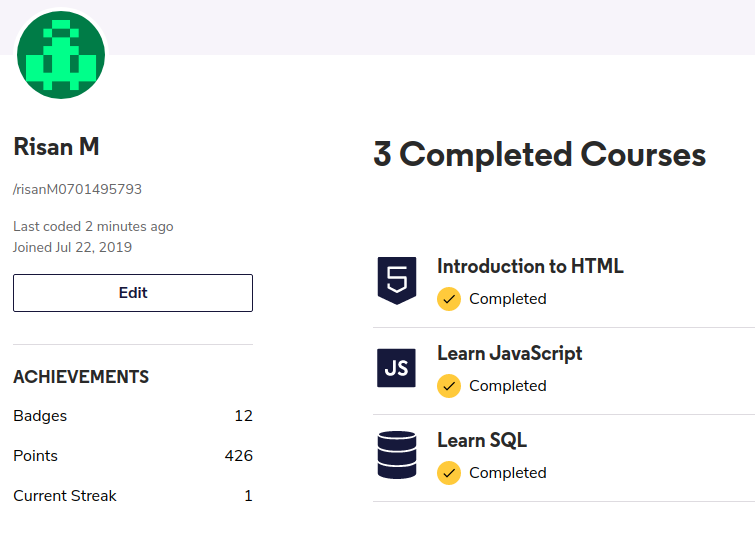 Risan M
/risanM0701495793
Last coded 2 minutes ago
Joined Jul 22, 2019
Edit
ACHIEVEMENTS
Badges 12
Points 426
Current Streak 1
3 Completed Courses
5
Introduction to HTML
Completed
JS
Learn JavaScript
Completed
Learn SQL
Completed